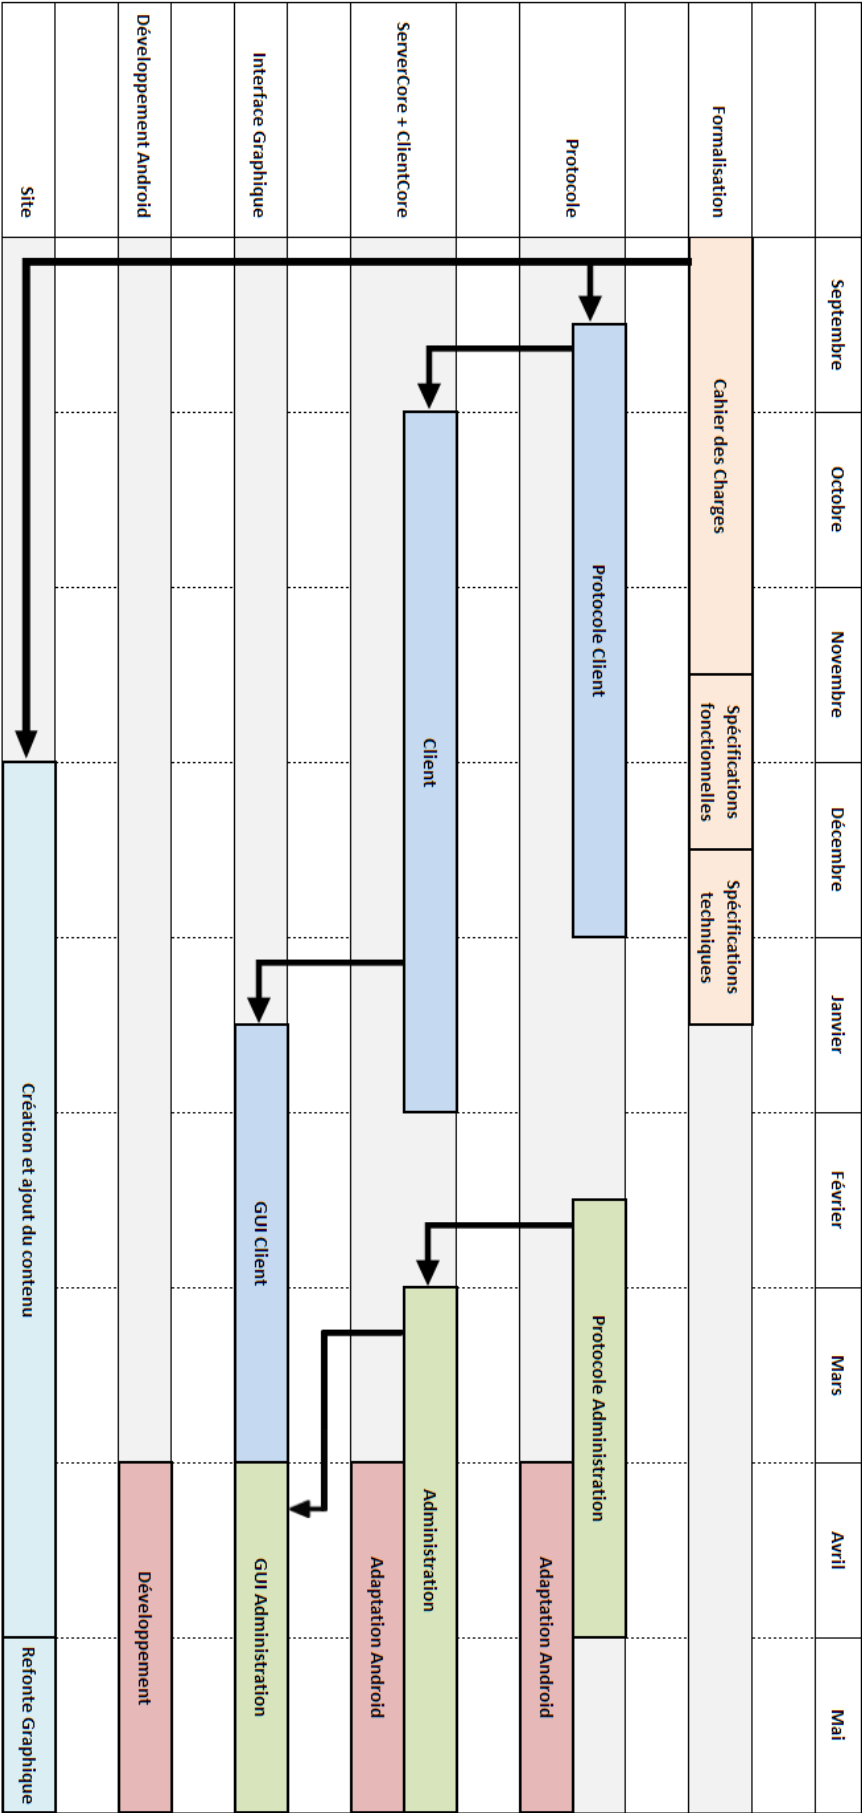 Septembre
Octobre
Novembre
Décembre
Janvier
Février
Mars
Avril
Mai
Formalisation
Cahier des Charges
Spécifications
fonctionnelles
Spécifications
techniques
Protocole
Protocole Client
Protocole Administration
Adaptation Android
ServerCore + ClientCore
Client
Administration
Adaptation Android
Interface Graphique
GUI Client
GUI Administration
Développement Android
Développement
Site
Création et ajout du contenu
Refonte Graphique